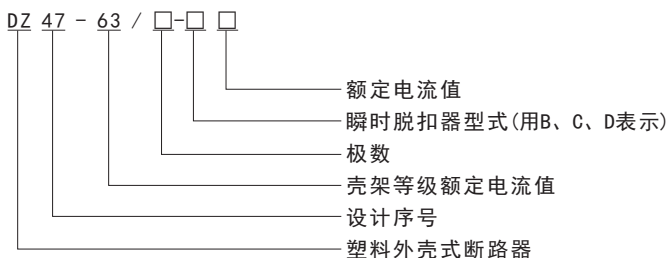 DZ 47 - 63 / □-□ □
额定电流值
瞬时脱扣器型式(用B、C、D表示)
极数
壳架等级额定电流值
设计序号
塑料外壳式断路器